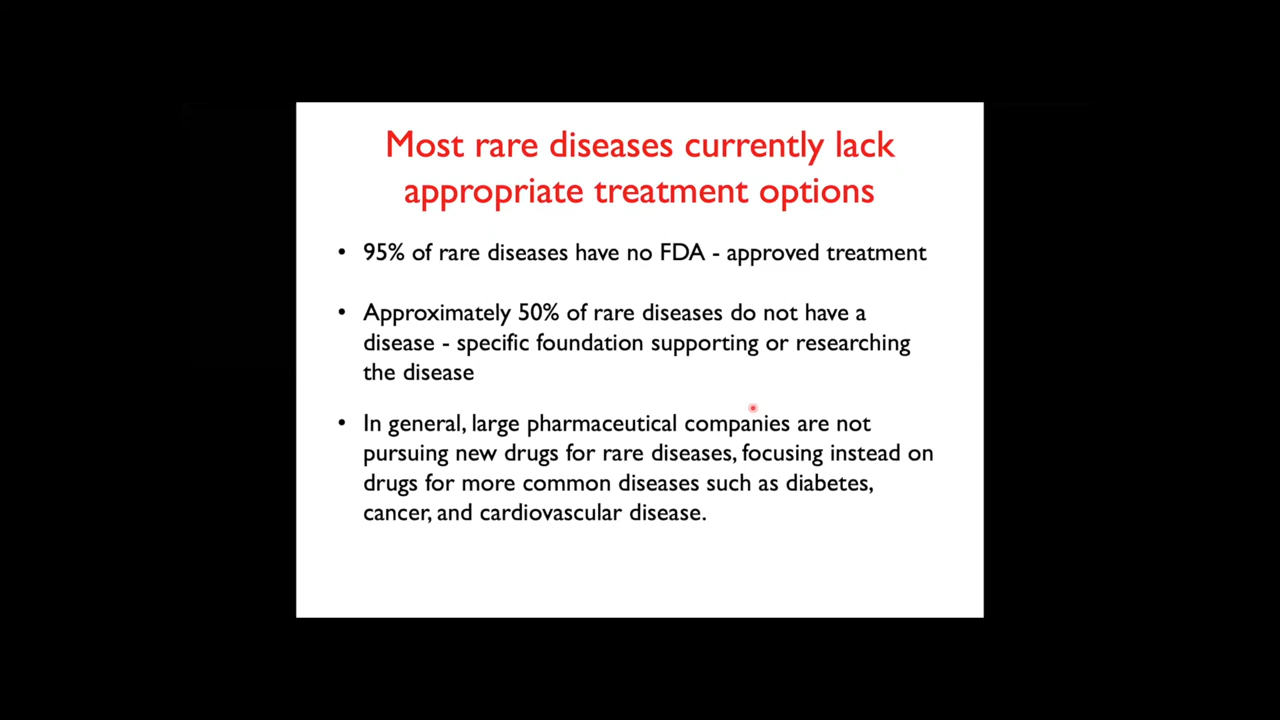 Most rare diseases currently lack
appropriate treatment options
• 95% of rare diseases have no FDA - approved treatment
• Approximately 50% of rare diseases do not have a
disease - specific foundation supporting or researching
the disease
• In general, large pharmaceutical companies are not
pursuing new drugs for rare diseases, focusing instead on
drugs for more common diseases such as diabetes,
cancer, and cardiovascular disease.